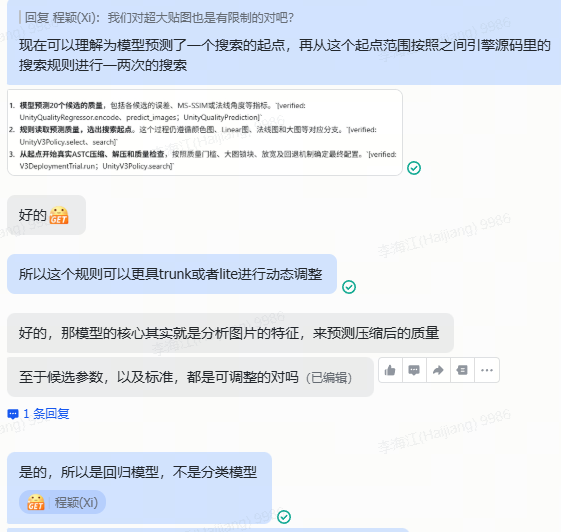 回复 程颖(Xi)：我们对超大贴图也是有限制的对吧？
现在可以理解为模型预测了一个搜索的起点，再从这个起点范围按照之间引擎源码里的
搜索规则进行一两次的搜索
1. 模型预测20个候选的质量，包括各候选的误差、MS-SSIM或法线角度等指标。`[verified:
UnityQualityRegressor.encode、predict_images；UnityQualityPrediction]`
2. 规则读取预测质量，选出搜索起点。这个过程仍遵循颜色图、Linear图、法线图和大图等对应分支。`[verified:
UnityV3Policy.select、search]`
3. 从起点开始真实ASTC压缩、解压和质量检查，按照质量门槛、大图锁块、放宽及回退机制确定最终配置。`[verified:
V3DeploymentTrial.run；UnityV3Policy.search]`
好的 GET
所以这个规则可以更具trunk或者lite进行动态调整
好的，那模型的核心其实就是分析图片的特征，来预测压缩后的质量
至于候选参数，以及标准，都是可调整的对吗（已编辑）
1 条回复
是的，所以是回归模型，不是分类模型
GET 程颖(Xi)
李海江(Haijiang) 9986